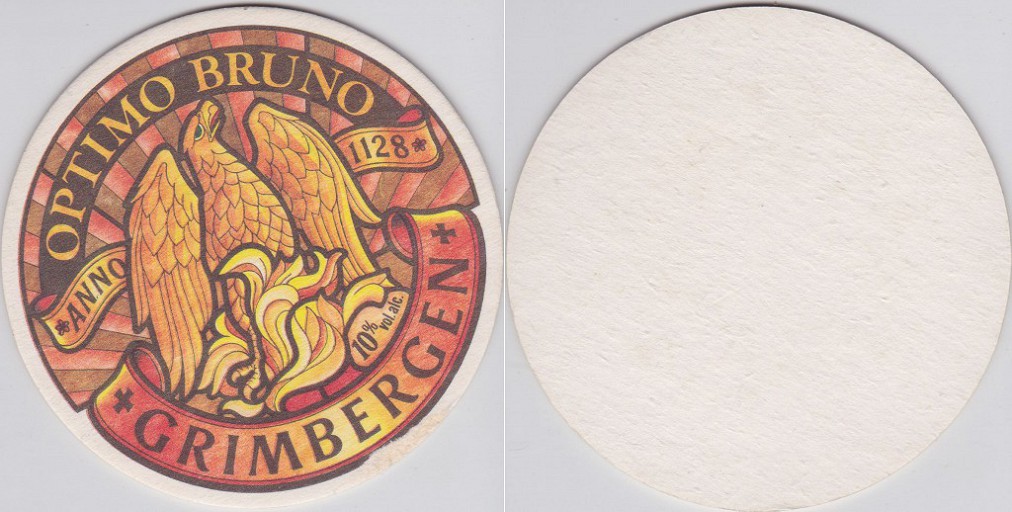 OPTIMO BRUNO
ANNO 1128
10% vol. alc.
GRIMBERGEN